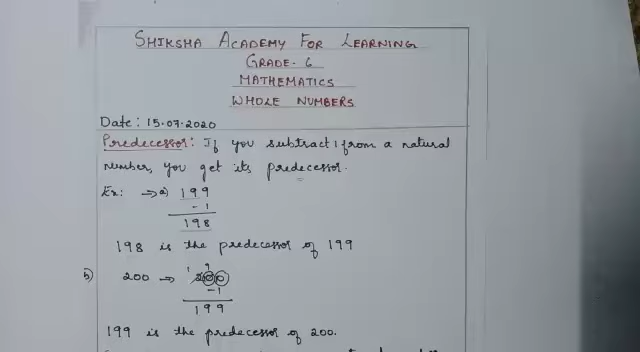 SHIKSHA ACADEMY FOR LEARNING
GRADE-6
MATHEMATICS
WHOLE NUMBERS
Date: 15.07.2020
Predecessor: If you subtract 1 from a natural
number, you get its predecessor.
Ex: → a) 199
-1
198
198 is the predecessor of 199
1 9
b) 200 → 200
-1
199
199 is the predecessor of 200.